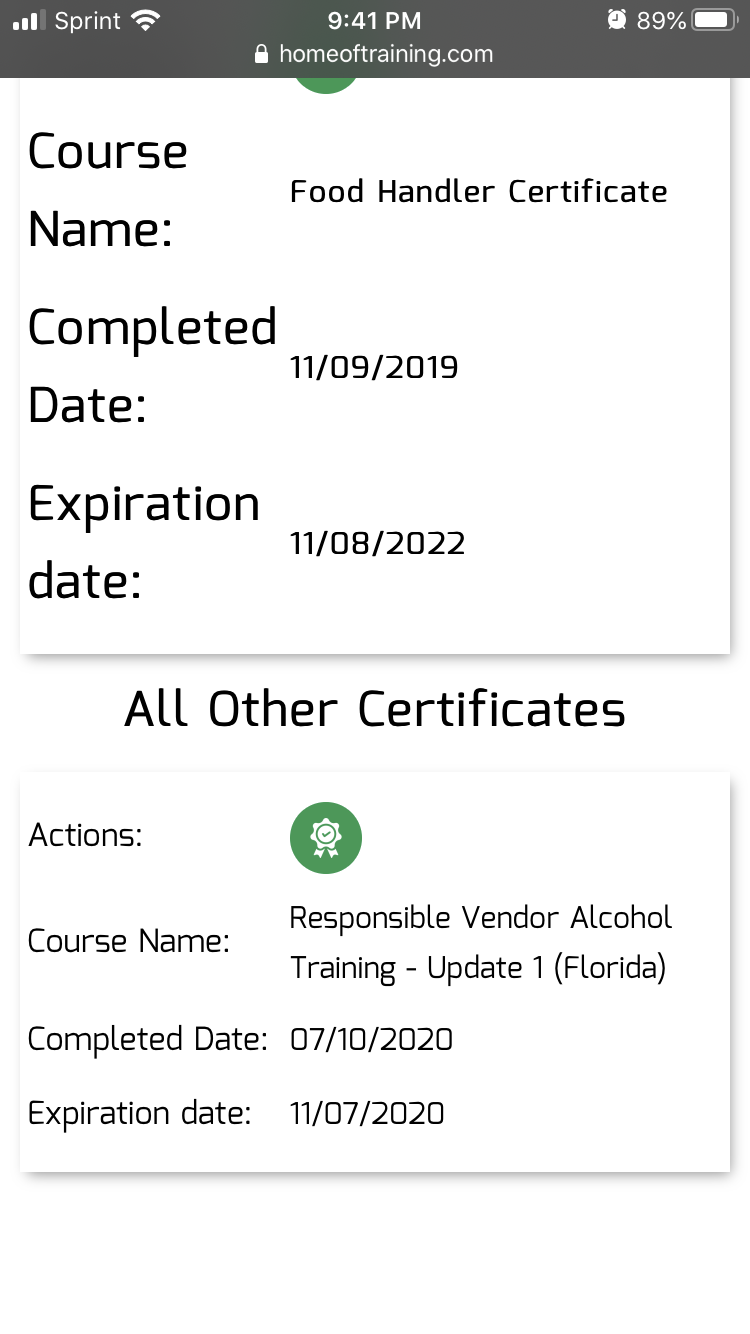 Sprint 9:41 PM 89%
homeoftraining.com
Course
Name:
Food Handler Certificate
Completed
Date:
11/09/2019
Expiration
date:
11/08/2022
All Other Certificates
Actions:
Course Name:
Responsible Vendor Alcohol
Training - Update 1 (Florida)
Completed Date: 07/10/2020
Expiration date: 11/07/2020